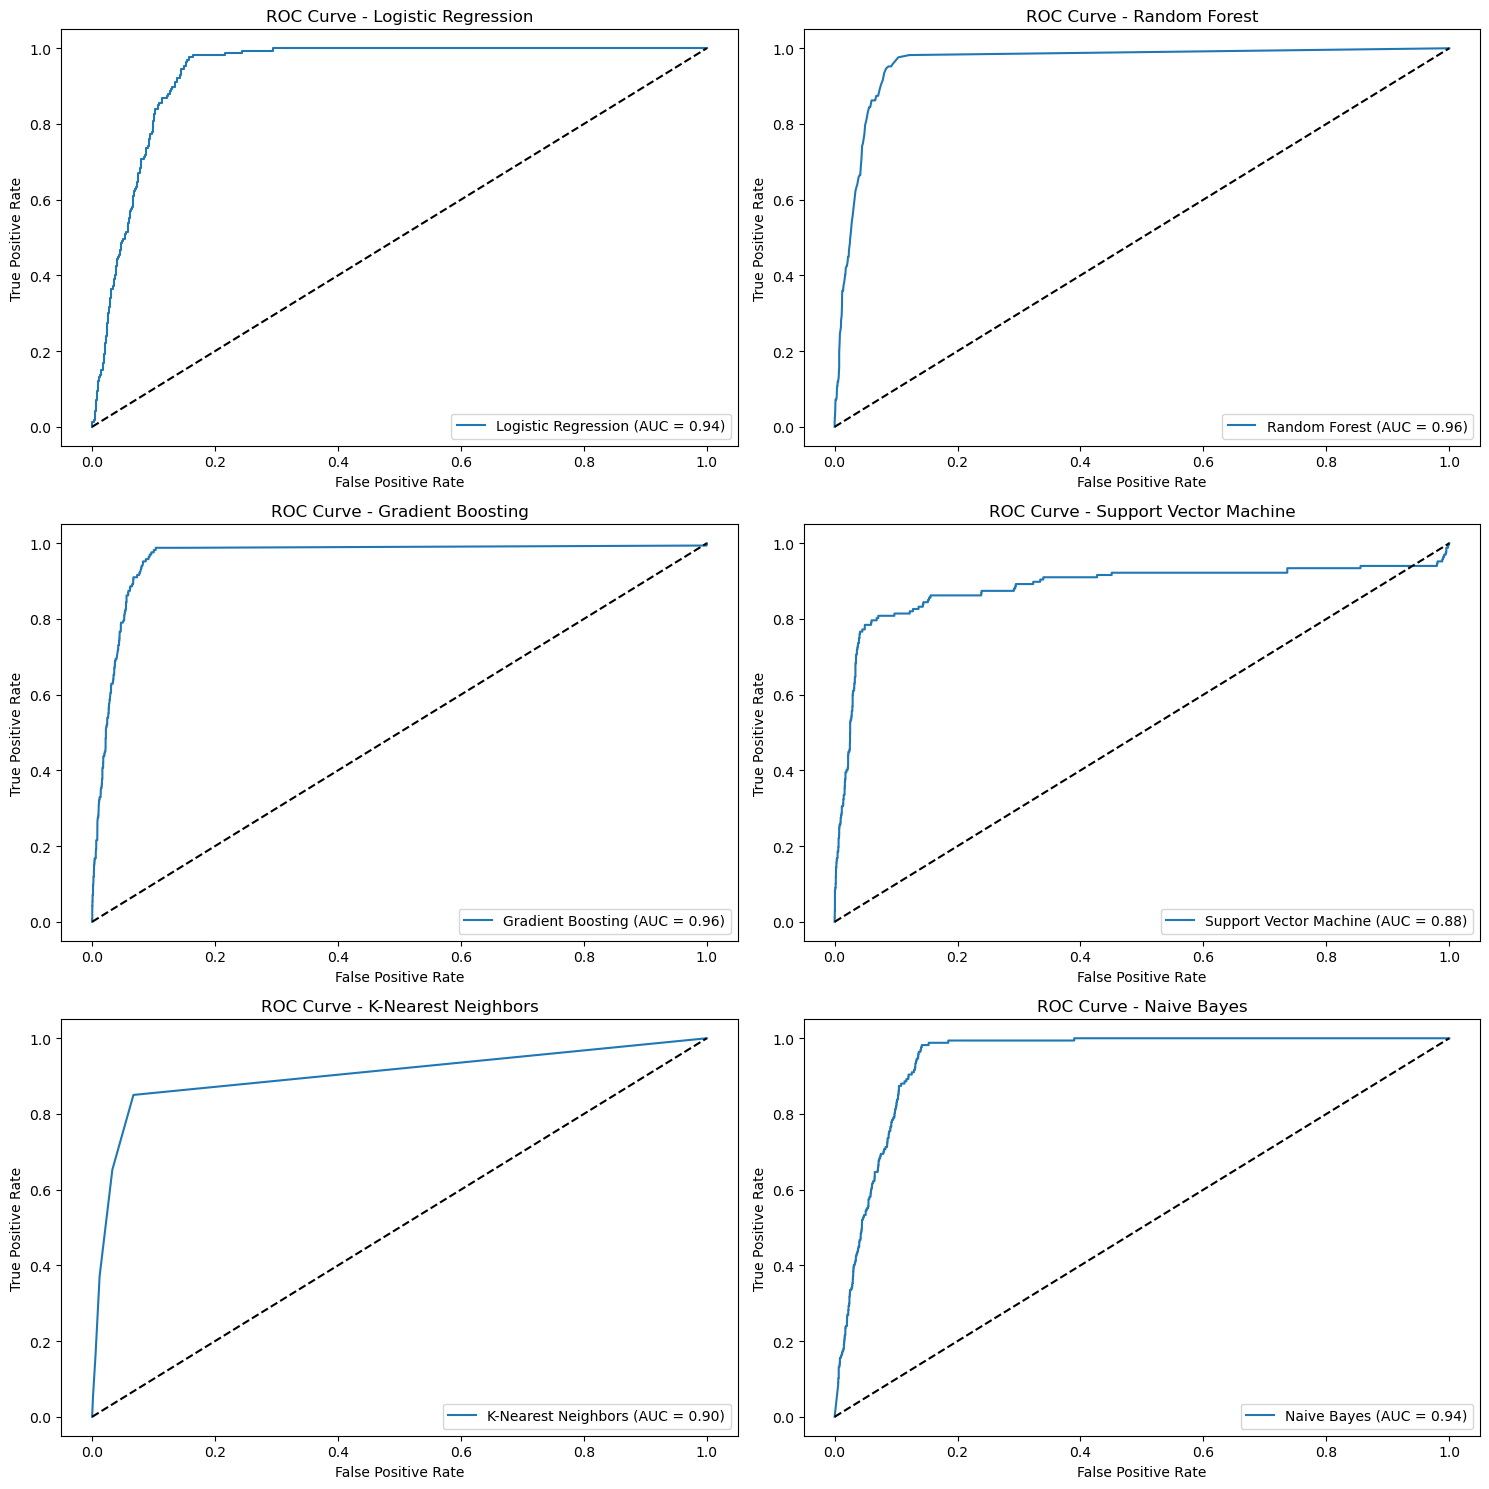 ROC Curve - Logistic Regression
1.0
0.8
0.6
0.4
0.2
0.0
True Positive Rate
0.0 0.2 0.4 0.6 0.8 1.0
False Positive Rate
Logistic Regression (AUC = 0.94)
ROC Curve - Random Forest
1.0
0.8
0.6
0.4
0.2
0.0
True Positive Rate
0.0 0.2 0.4 0.6 0.8 1.0
False Positive Rate
Random Forest (AUC = 0.96)
ROC Curve - Gradient Boosting
1.0
0.8
0.6
0.4
0.2
0.0
True Positive Rate
0.0 0.2 0.4 0.6 0.8 1.0
False Positive Rate
Gradient Boosting (AUC = 0.96)
ROC Curve - Support Vector Machine
1.0
0.8
0.6
0.4
0.2
0.0
True Positive Rate
0.0 0.2 0.4 0.6 0.8 1.0
False Positive Rate
Support Vector Machine (AUC = 0.88)
ROC Curve - K-Nearest Neighbors
1.0
0.8
0.6
0.4
0.2
0.0
True Positive Rate
0.0 0.2 0.4 0.6 0.8 1.0
False Positive Rate
K-Nearest Neighbors (AUC = 0.90)
ROC Curve - Naive Bayes
1.0
0.8
0.6
0.4
0.2
0.0
True Positive Rate
0.0 0.2 0.4 0.6 0.8 1.0
False Positive Rate
Naive Bayes (AUC = 0.94)